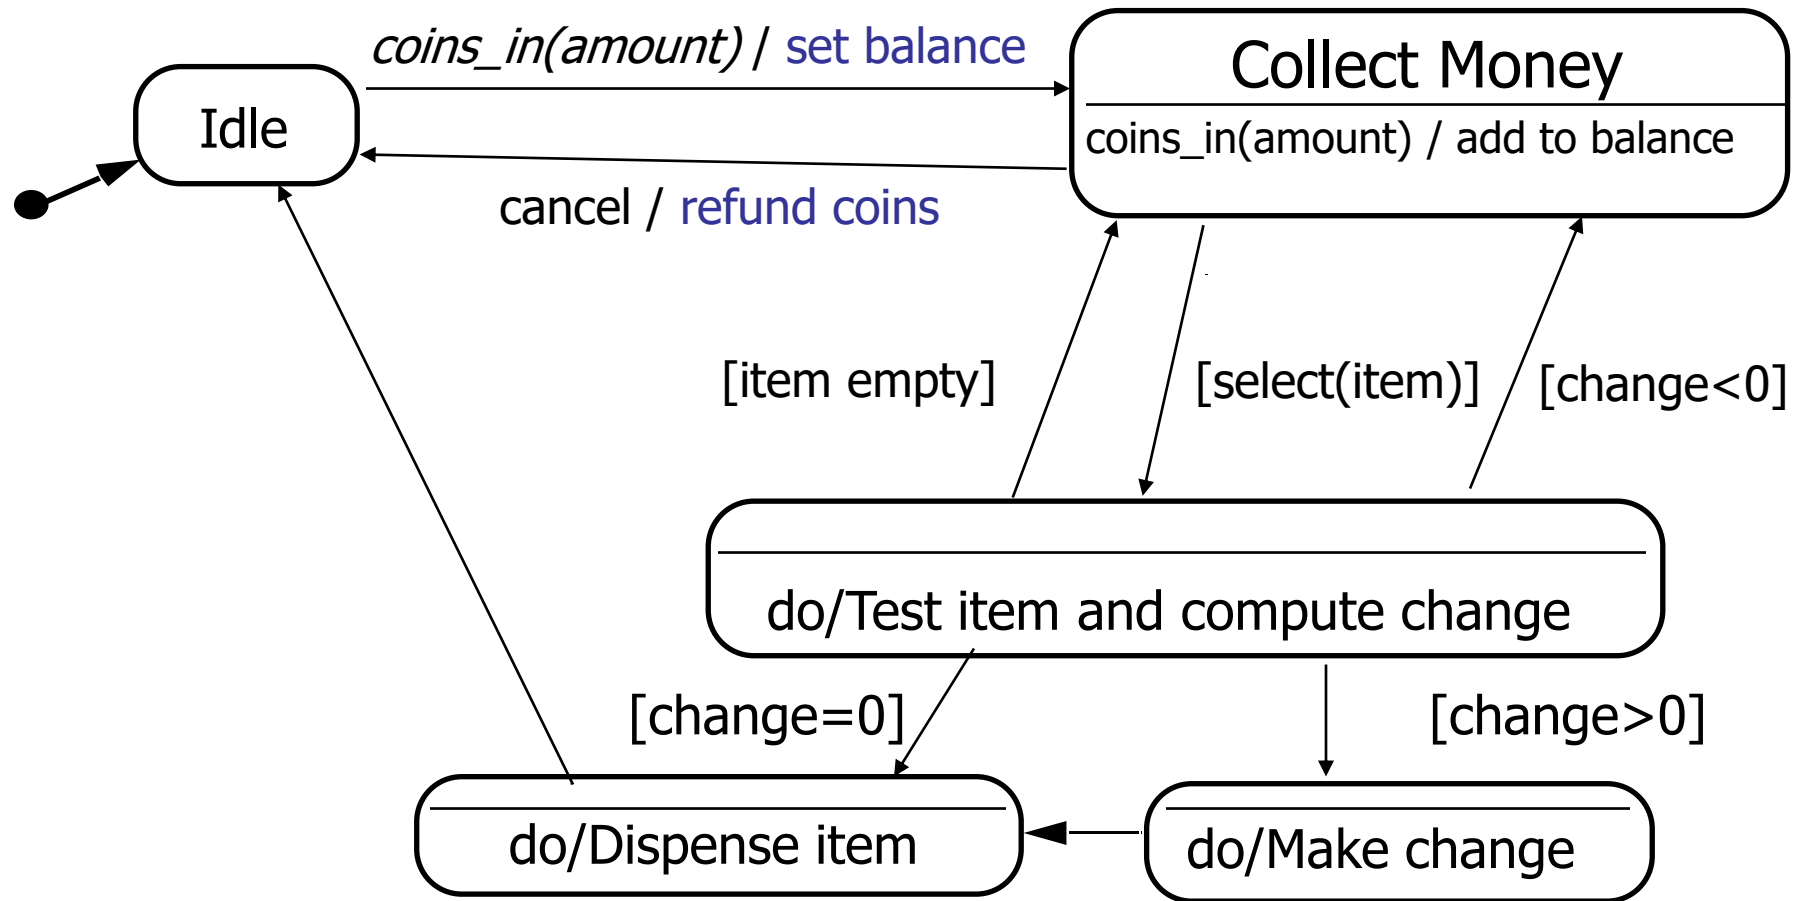 coins_in(amount) / set balance
Collect Money
Idle
coins_in(amount) / add to balance
cancel / refund coins
[item empty]
[select(item)]
[change<0]
do/Test item and compute change
[change=0]
[change>0]
do/Dispense item
do/Make change